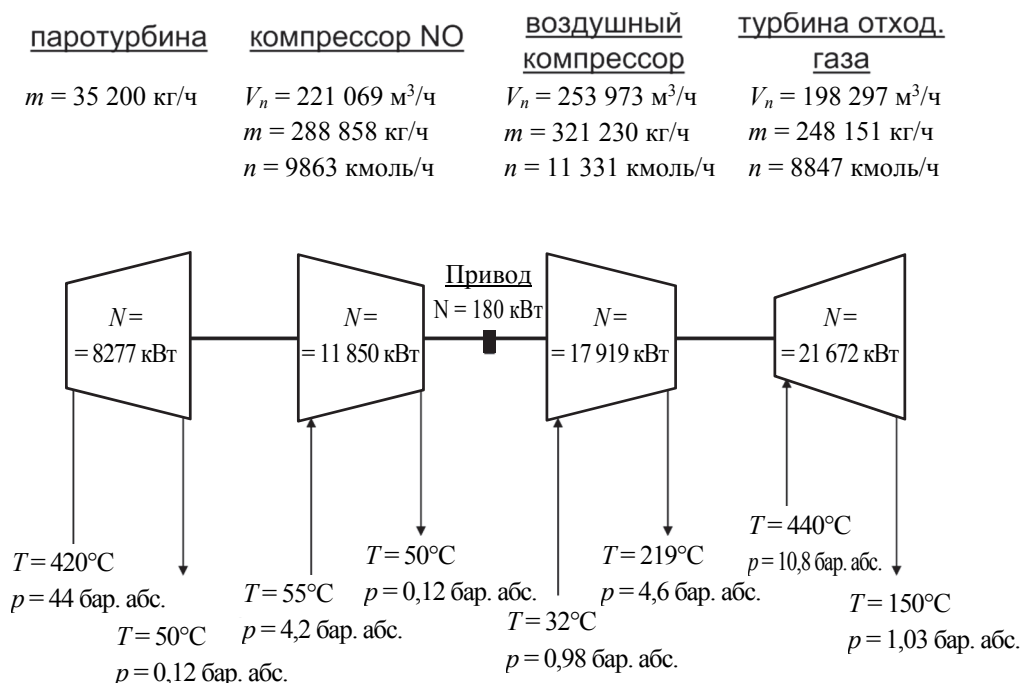 паротурбина
m = 35 200 кг/ч
компрессор NO
Vn = 221 069 м³/ч
m = 288 858 кг/ч
n = 9863 кмоль/ч
воздушный
компрессор
Vn = 253 973 м³/ч
m = 321 230 кг/ч
n = 11 331 кмоль/ч
турбина отход.
газа
Vn = 198 297 м³/ч
m = 248 151 кг/ч
n = 8847 кмоль/ч
N =
= 8277 кВт
N =
= 11 850 кВт
Привод
N = 180 кВт
N =
= 17 919 кВт
N =
= 21 672 кВт
T = 420°C
p = 44 бар. абс.
T = 50°C
p = 0,12 бар. абс.
T = 55°C
p = 4,2 бар. абс.
T = 50°C
p = 0,12 бар. абс.
T = 32°C
p = 0,98 бар. абс.
T = 219°C
p = 4,6 бар. абс.
T = 440°C
p = 10,8 бар. абс.
T = 150°C
p = 1,03 бар. абс.